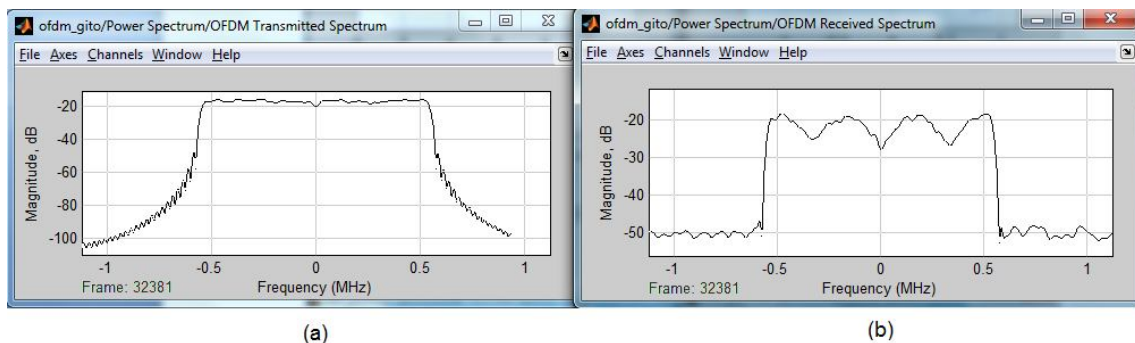 ofdm_gito/Power Spectrum/OFDM Transmitted Spectrum
File Axes Channels Window Help
-20
-40
-60
-80
-100
Magnitude, dB
-1 -0.5 0 0.5 1
Frame: 32381 Frequency (MHz)
(a)
ofdm_gito/Power Spectrum/OFDM Received Spectrum
File Axes Channels Window Help
-20
-30
-40
-50
Magnitude, dB
-1 -0.5 0 0.5 1
Frame: 32381 Frequency (MHz)
(b)